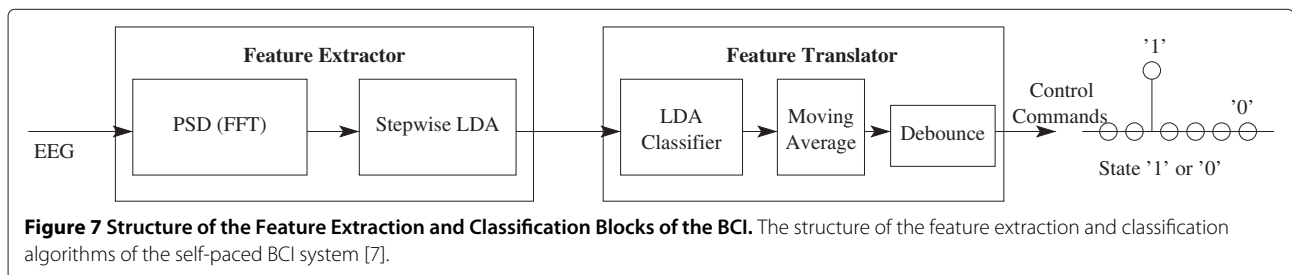 Feature Extractor
Feature Translator
PSD (FFT)
Stepwise LDA
LDA
Classifier
Moving
Average
Debounce
EEG
Control
Commands
'1'
'0'
State '1' or '0'
Figure 7 Structure of the Feature Extraction and Classification Blocks of the BCI. The structure of the feature extraction and classification
algorithms of the self-paced BCI system [7].